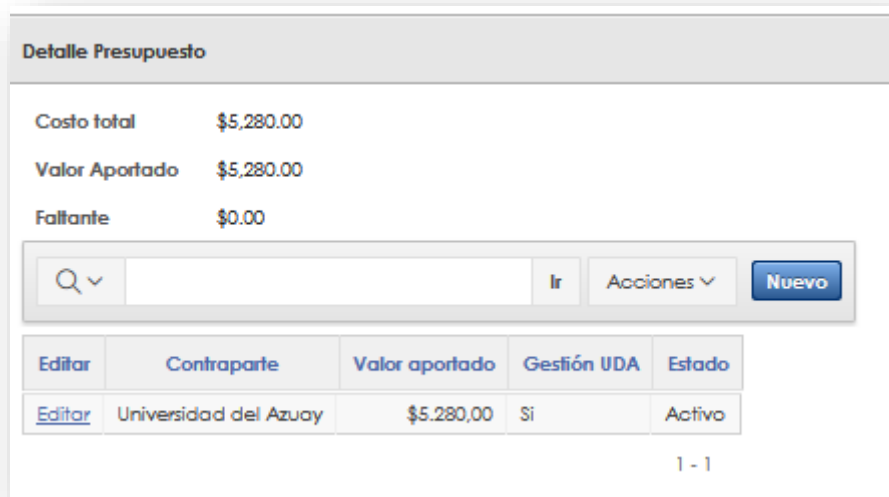 Detalle Presupuesto
Costo total $5,280.00
Valor Aportado $5,280.00
Faltante $0.00
Ir Acciones Nuevo
Editar Contraparte Valor aportado Gestión UDA Estado
Editar Universidad del Azuay $5.280,00 Si Activo
1 - 1